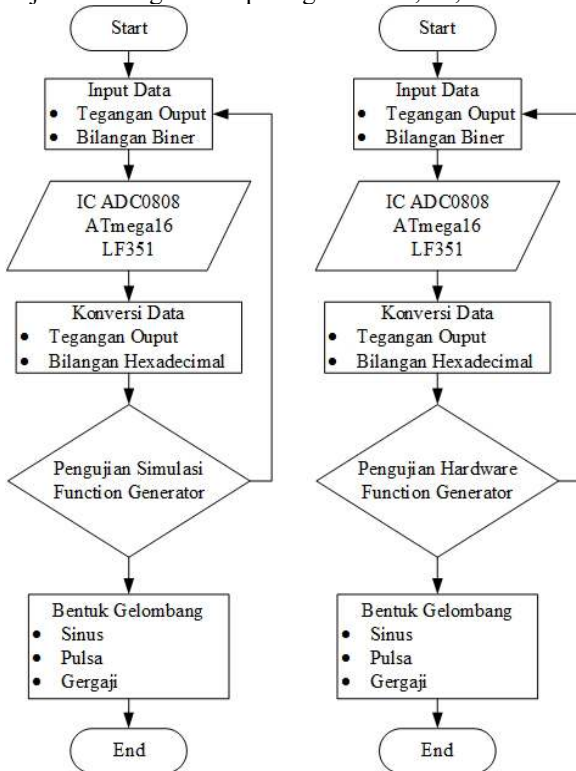 Start
Input Data
• Tegangan Ouput
• Bilangan Biner
IC ADC0808
ATmega16
LF351
Konversi Data
• Tegangan Ouput
• Bilangan Hexadecimal
Pengujian Simulasi
Function Generator
Bentuk Gelombang
• Sinus
• Pulsa
• Gergaji
End
Start
Input Data
• Tegangan Ouput
• Bilangan Biner
IC ADC0808
ATmega16
LF351
Konversi Data
• Tegangan Ouput
• Bilangan Hexadecimal
Pengujian Hardware
Function Generator
Bentuk Gelombang
• Sinus
• Pulsa
• Gergaji
End